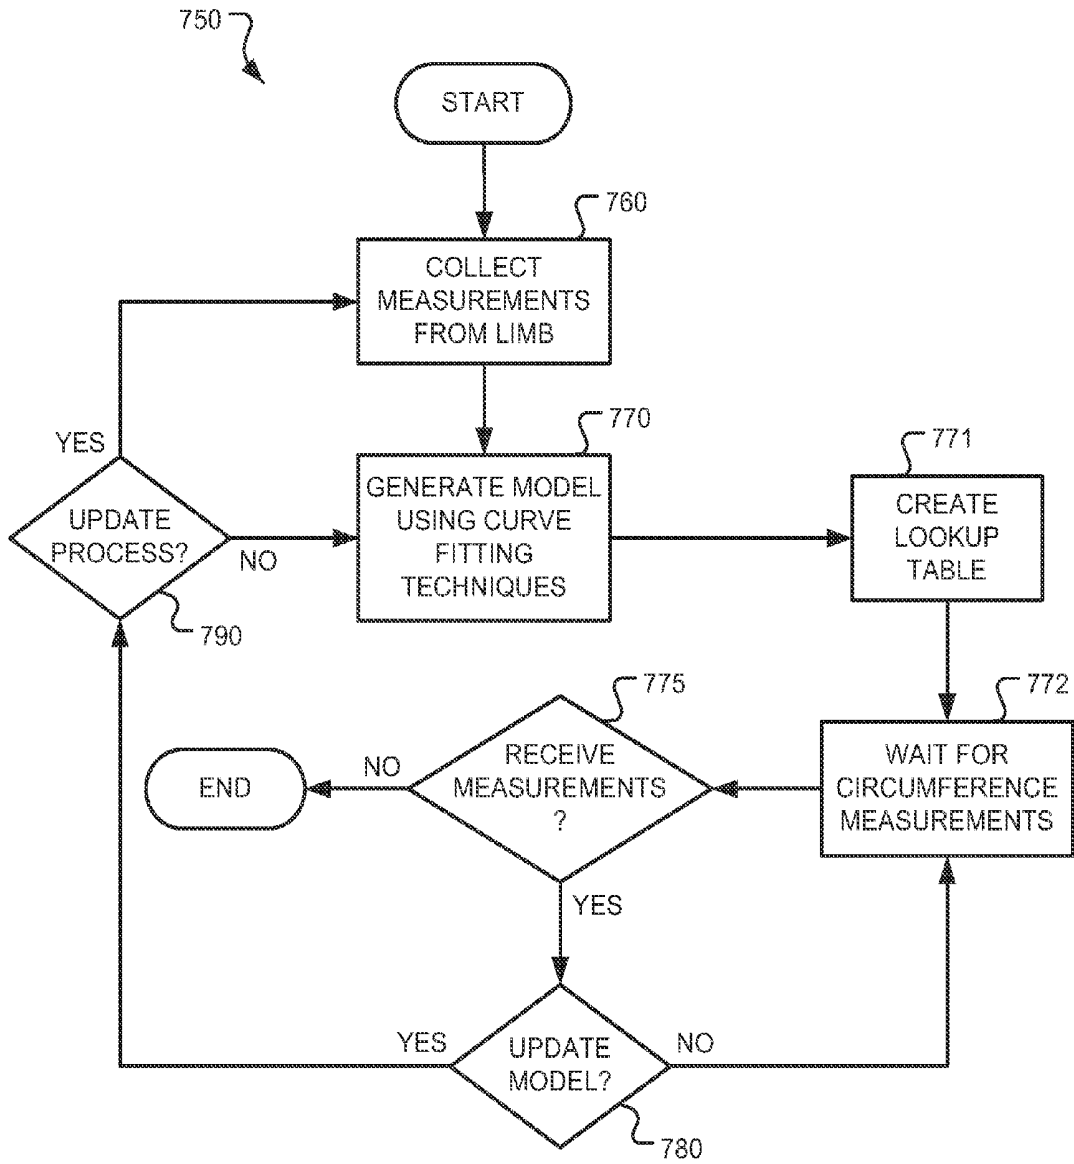 750
START
760
COLLECT
MEASUREMENTS
FROM LIMB
770
GENERATE MODEL
USING CURVE
FITTING
TECHNIQUES
771
CREATE
LOOKUP
TABLE
YES
UPDATE
PROCESS?
NO
790
772
WAIT FOR
CIRCUMFERENCE
MEASUREMENTS
775
RECEIVE
MEASUREMENTS
?
NO
END
YES
YES
UPDATE
MODEL?
NO
780